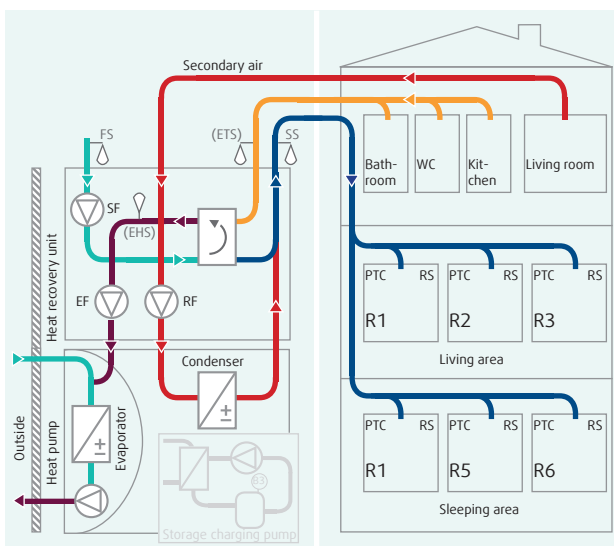 Secondary air
FS
(ETS)
SS
Bath-
room
WC
Kit-
chen
Living room
SF
(EHS)
Heat recovery unit
EF
RF
PTC RS
R1
PTC RS
R2
PTC RS
R3
Living area
Condenser
Outside
Heat pump
Evaporator
±
±
B3
Storage charging pump
PTC RS
R1
PTC RS
R5
PTC RS
R6
Sleeping area